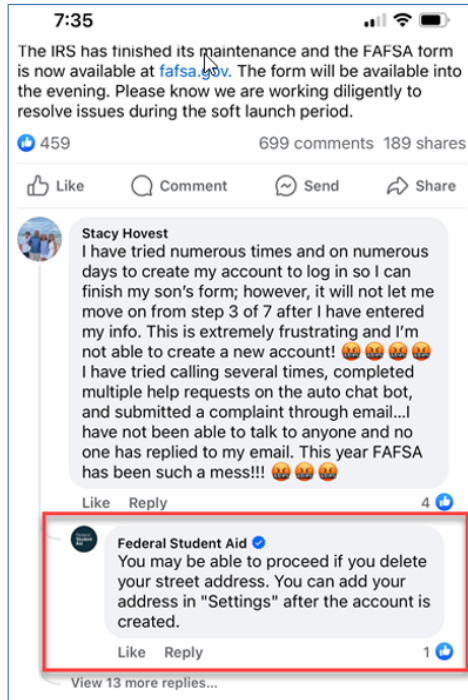 7:35
The IRS has finished its maintenance and the FAFSA form
is now available at fafsa.gov. The form will be available into
the evening. Please know we are working diligently to
resolve issues during the soft launch period.
459 699 comments 189 shares
Like Comment Send Share
Stacy Hovest
I have tried numerous times and on numerous
days to create my account to log in so I can
finish my son's form; however, it will not let me
move on from step 3 of 7 after I have entered
my info. This is extremely frustrating and I'm
not able to create a new account! 🤬 🤬 🤬 🤬
I have tried calling several times, completed
multiple help requests on the auto chat bot,
and submitted a complaint through email...I
have not been able to talk to anyone and no
one has replied to my email. This year FAFSA
has been such a mess!!! 🤬 🤬 🤬
Like Reply 4
Federal Student Aid
Federal Student Aid
You may be able to proceed if you delete
your street address. You can add your
address in "Settings" after the account is
created.
Like Reply 1
View 13 more replies...